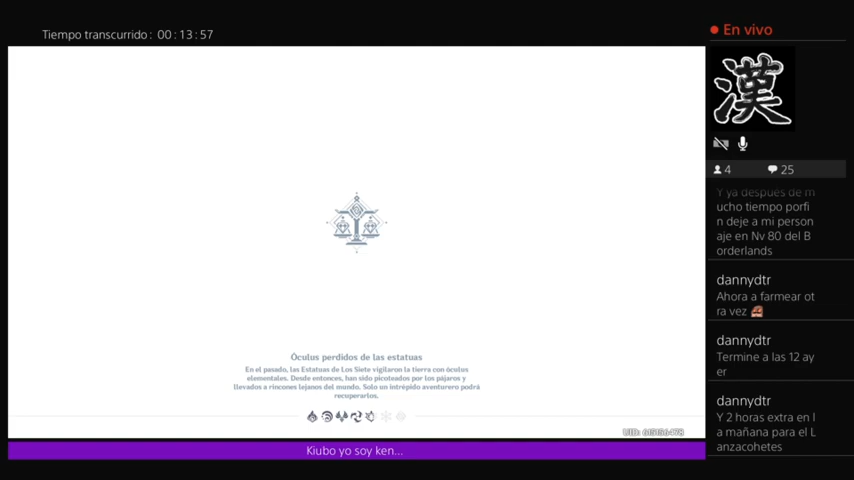 Tiempo transcurrido: 00:13:57
En vivo
漢
4
25
Y ya después de m
ucho tiempo porfi
n deje a mi person
aje en Nv 80 del B
orderlands
dannydtr
Ahora a farmear ot
ra vez
dannydtr
Termine a las 12 ay
er
dannydtr
Y 2 horas extra en l
a mañana para el L
anzacohetes
Óculus perdidos de las estatuas
En el pasado, las Estatuas de Los Siete vigilaron la tierra con óculos
elementales. Desde entonces, han sido picoteados por los pájaros y
llevados a rincones lejanos del mundo. Solo un intrépido aventurero podrá
recuperarlos.
UID:
Kiubo yo soy ken...